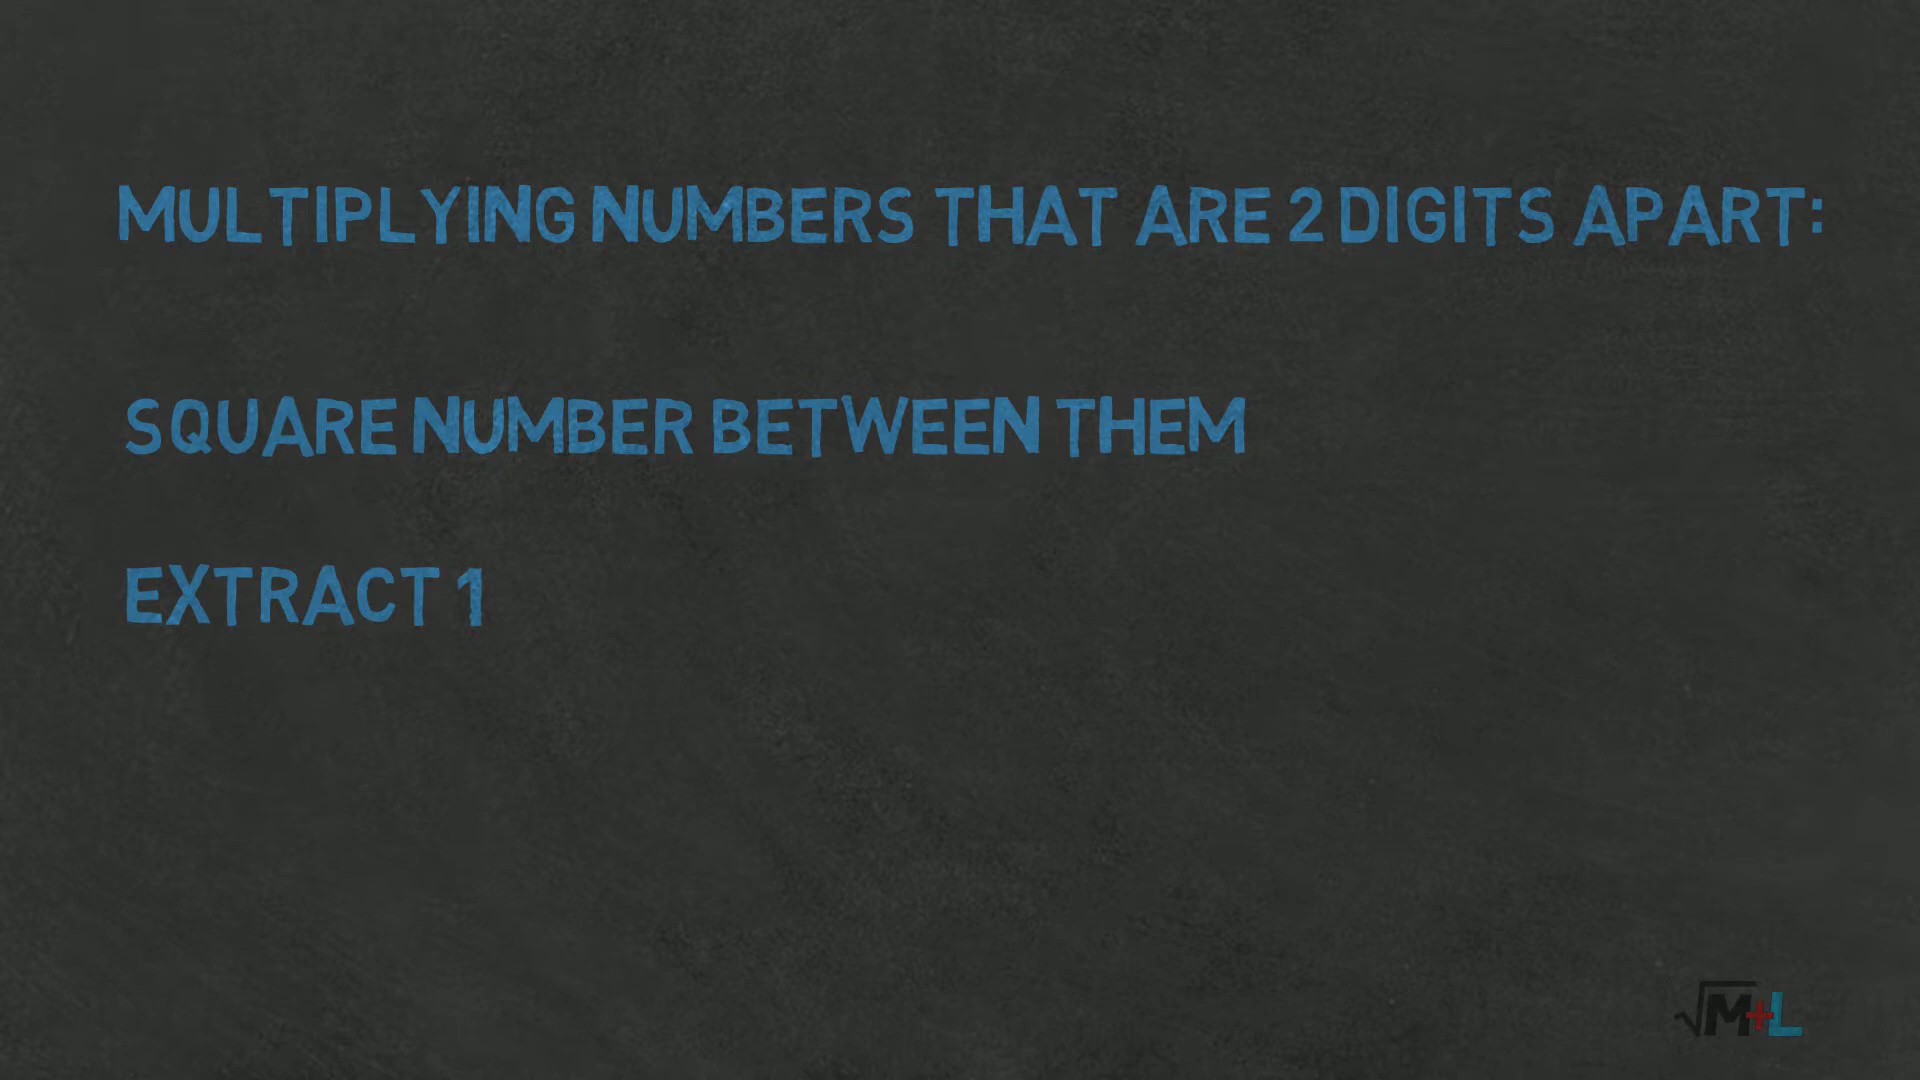 MULTIPLYING NUMBERS THAT ARE 2 DIGITS APART:
SQUARE NUMBER BETWEEN THEM
EXTRACT 1
√M+L